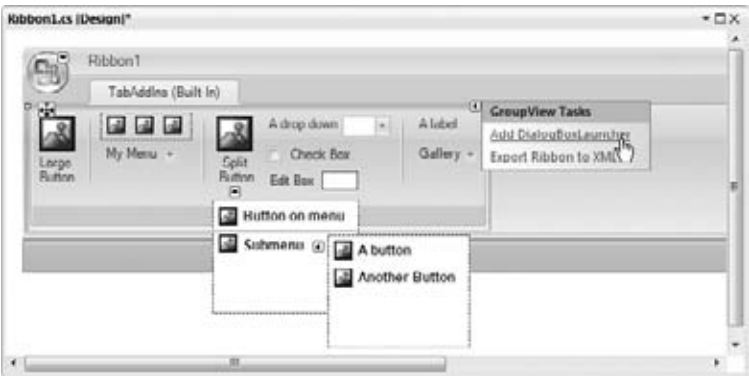 Ribbon1.cs [Design]*
Ribbon1
TabAddIns (Built In)
Large
Button
My Menu
Split
Button
A drop down
Check Box
Edit Box
A label
Gallery
GroupView Tasks
Add DialogBoxLauncher
Export Ribbon to XML
Button on menu
Submenu
A button
Another Button